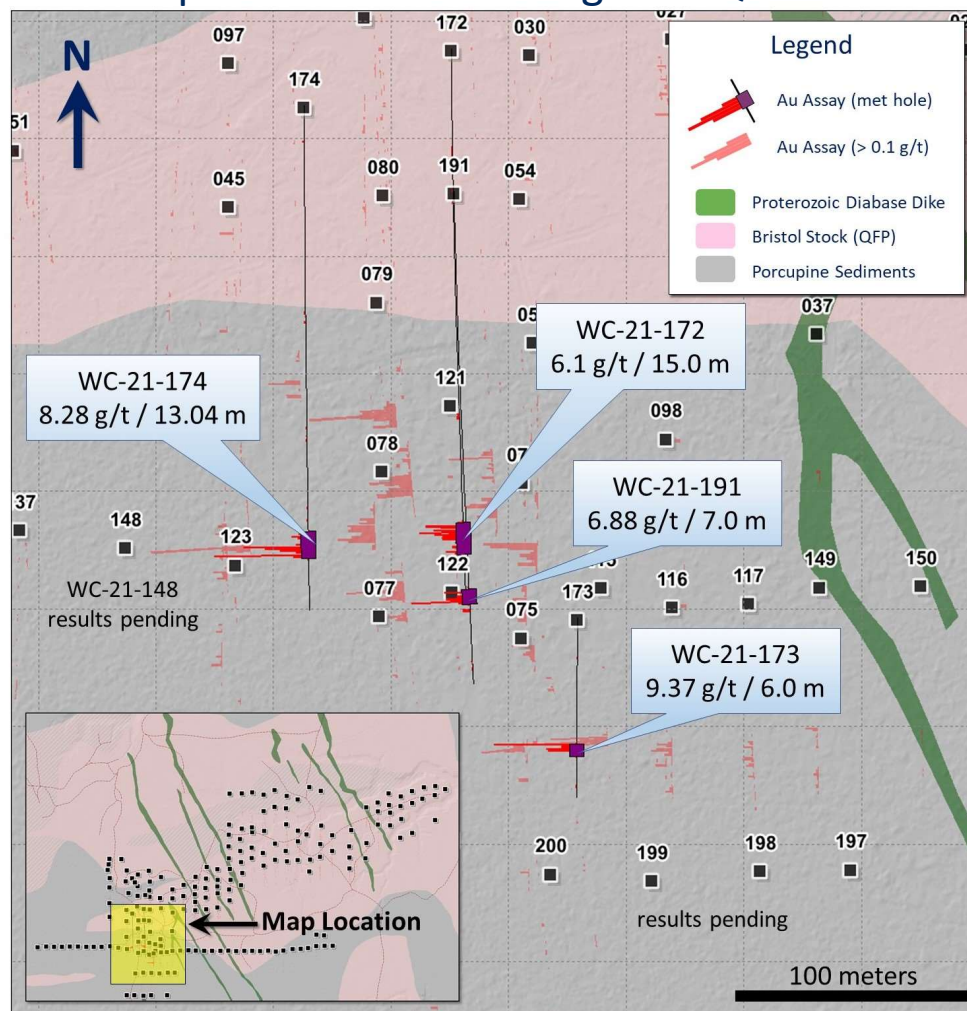 172
030
097
N
174
Legend
Au Assay (met hole)
Au Assay (> 0.1 g/t)
Proterozoic Diabase Dike
Bristol Stock (QFP)
Porcupine Sediments
51
045
080
191
054
079
05
037
WC-21-172
6.1 g/t / 15.0 m
WC-21-174
8.28 g/t / 13.04 m
121
098
078
07
WC-21-191
6.88 g/t / 7.0 m
37
148
123
122
WC-21-148
results pending
077
075
173
116
117
149
150
WC-21-173
9.37 g/t / 6.0 m
Map Location
200
199
198
197
results pending
100 meters